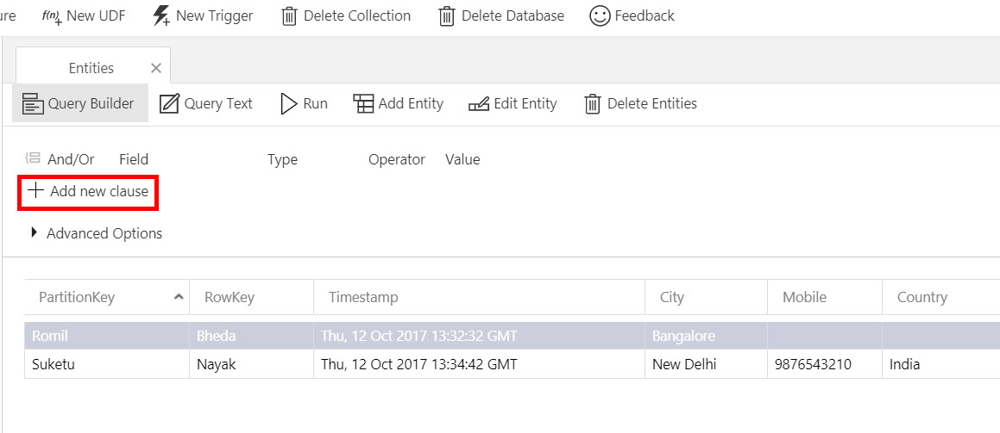 ure New UDF New Trigger Delete Collection Delete Database Feedback
Entities
Query Builder Query Text Run Add Entity Edit Entity Delete Entities
And/Or Field Type Operator Value
Add new clause
Advanced Options
PartitionKey RowKey Timestamp City Mobile Country
Romil Bheda Thu, 12 Oct 2017 13:32:32 GMT Bangalore
Suketu Nayak Thu, 12 Oct 2017 13:34:42 GMT New Delhi 9876543210 India